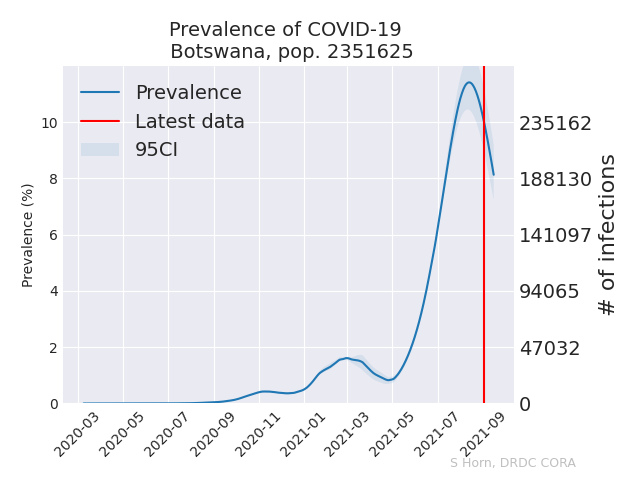 Prevalence of COVID-19
Botswana, pop. 2351625
Prevalence
Latest data
95CI
Prevalence (%)
10
8
6
4
2
0
235162
188130
141097
94065
47032
0
# of infections
2020-03
2020-05
2020-07
2020-09
2020-11
2021-01
2021-03
2021-05
2021-07
2021-09
S Horn, DRDC CORA